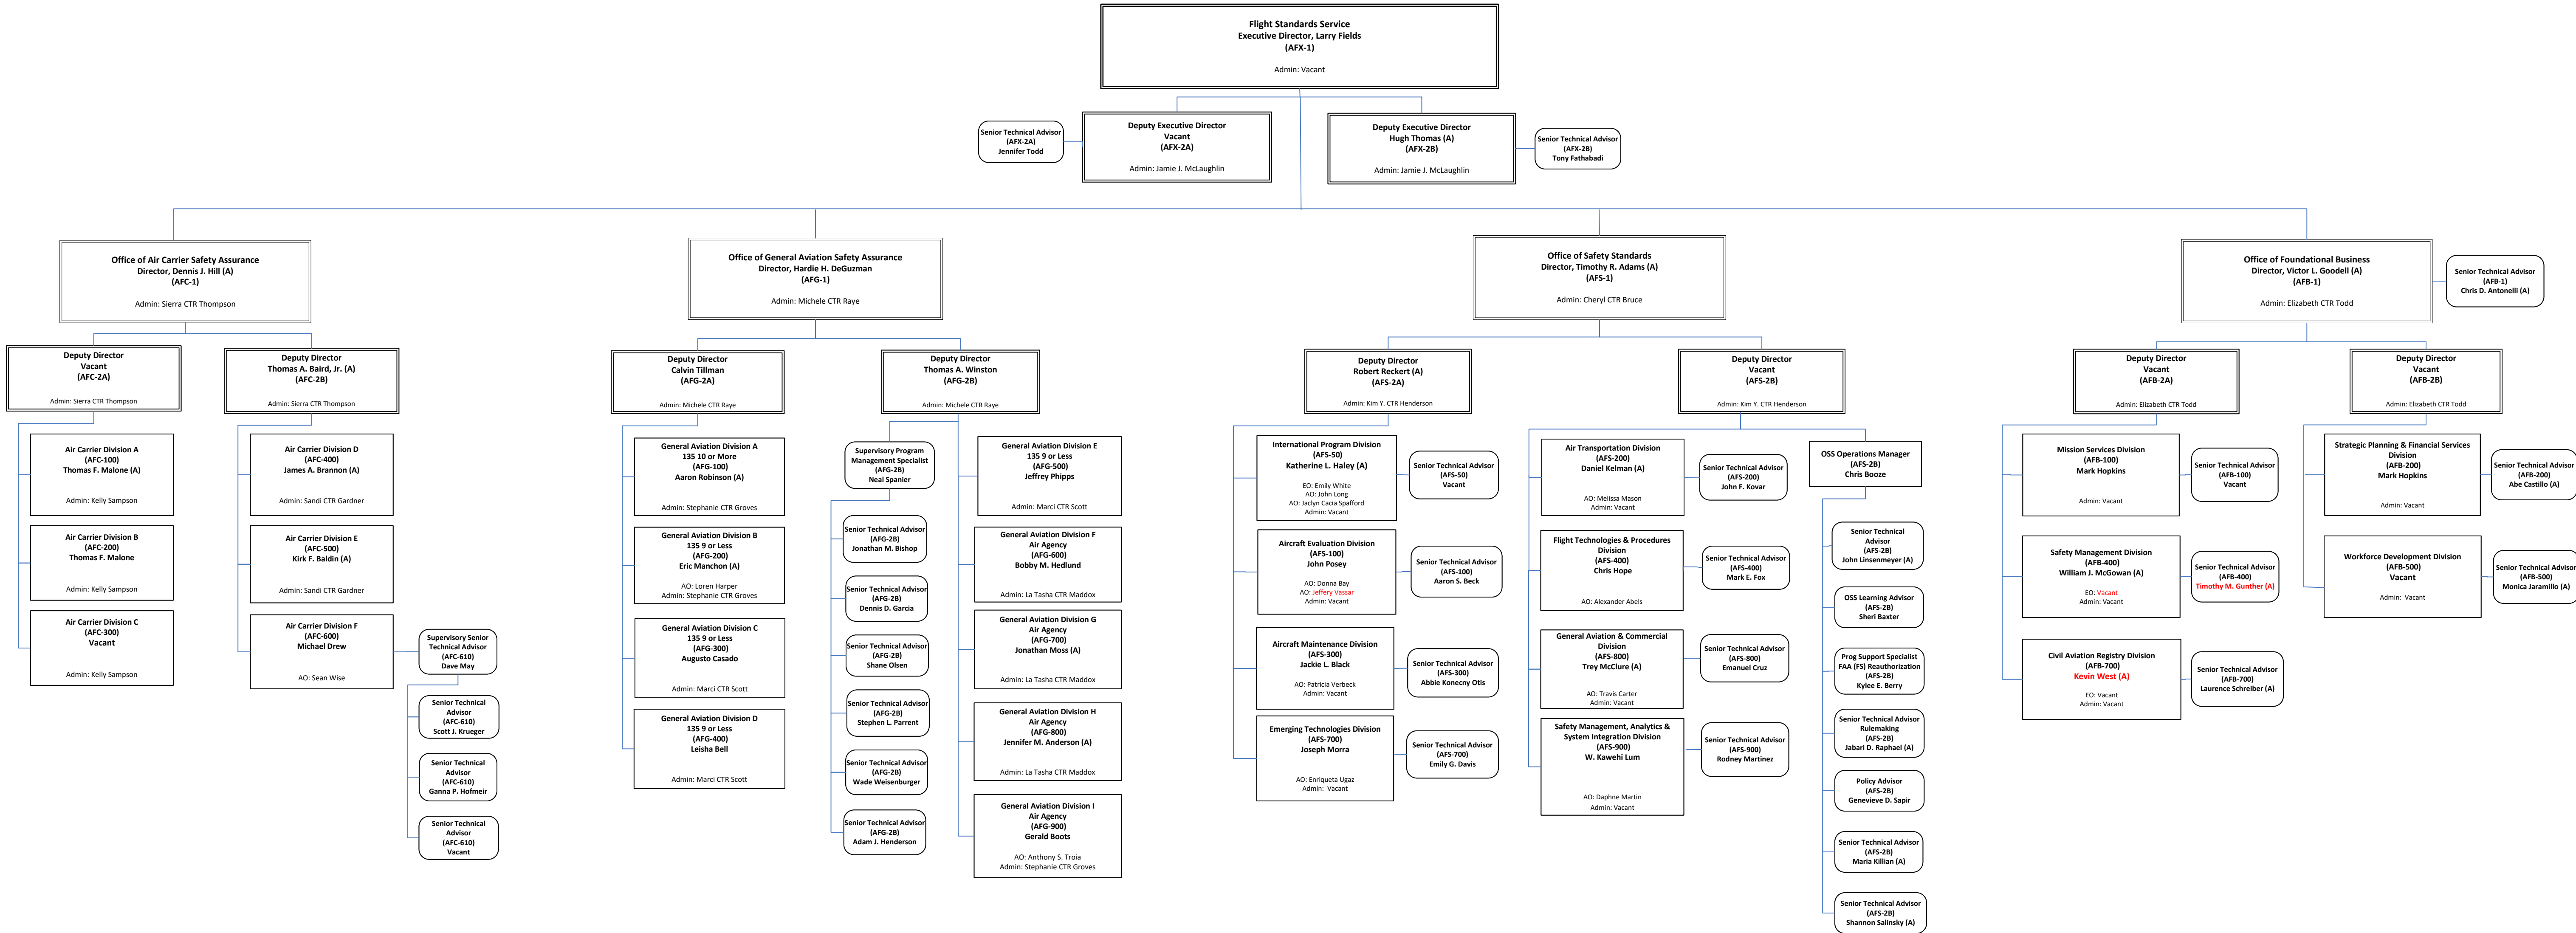 Flight Standards Service
Executive Director, Larry Fields
(AFX-1)
Admin: Vacant
Senior Technical Advisor
(AFX-2A)
Jennifer Todd
Deputy Executive Director
Vacant
(AFX-2A)
Admin: Jamie J. McLaughlin
Deputy Executive Director
Hugh Thomas (A)
(AFX-2B)
Admin: Jamie J. McLaughlin
Senior Technical Advisor
(AFX-2B)
Tony Fathabadi
Office of Air Carrier Safety Assurance
Director, Dennis J. Hill (A)
(AFC-1)
Admin: Sierra CTR Thompson
Deputy Director
Vacant
(AFC-2A)
Admin: Sierra CTR Thompson
Air Carrier Division A
(AFC-100)
Thomas F. Malone (A)
Admin: Kelly Sampson
Air Carrier Division B
(AFC-200)
Thomas F. Malone
Admin: Kelly Sampson
Air Carrier Division C
(AFC-300)
Vacant
Admin: Kelly Sampson
Deputy Director
Thomas A. Baird, Jr. (A)
(AFC-2B)
Admin: Sierra CTR Thompson
Air Carrier Division D
(AFC-400)
James A. Brannon (A)
Admin: Sandi CTR Gardner
Air Carrier Division E
(AFC-500)
Kirk F. Baldin (A)
Admin: Sandi CTR Gardner
Air Carrier Division F
(AFC-600)
Michael Drew
AO: Sean Wise
Supervisory Senior
Technical Advisor
(AFC-610)
Dave May
Senior Technical
Advisor
(AFC-610)
Scott J. Krueger
Senior Technical
Advisor
(AFC-610)
Ganna P. Hofmeir
Senior Technical
Advisor
(AFC-610)
Vacant
Office of General Aviation Safety Assurance
Director, Hardie H. DeGuzman
(AFG-1)
Admin: Michele CTR Raye
Deputy Director
Calvin Tillman
(AFG-2A)
Admin: Michele CTR Raye
General Aviation Division A
135 10 or More
(AFG-100)
Aaron Robinson (A)
Admin: Stephanie CTR Groves
General Aviation Division B
135 9 or Less
(AFG-200)
Eric Manchon (A)
AO: Loren Harper
Admin: Stephanie CTR Groves
General Aviation Division C
135 9 or Less
(AFG-300)
Augusto Casado
Admin: Marci CTR Scott
General Aviation Division D
135 9 or Less
(AFG-400)
Leisha Bell
Admin: Marci CTR Scott
Deputy Director
Thomas A. Winston
(AFG-2B)
Admin: Michele CTR Raye
Supervisory Program
Management Specialist
(AFG-2B)
Neal Spanier
Senior Technical Advisor
(AFG-2B)
Jonathan M. Bishop
Senior Technical Advisor
(AFG-2B)
Dennis D. Garcia
Senior Technical Advisor
(AFG-2B)
Shane Olsen
Senior Technical Advisor
(AFG-2B)
Stephen L. Parrent
Senior Technical Advisor
(AFG-2B)
Wade Weisenburger
Senior Technical Advisor
(AFG-2B)
Adam J. Henderson
General Aviation Division E
135 9 or Less
(AFG-500)
Jeffrey Phipps
Admin: Marci CTR Scott
General Aviation Division F
Air Agency
(AFG-600)
Bobby M. Hedlund
Admin: La Tasha CTR Maddox
General Aviation Division G
Air Agency
(AFG-700)
Jonathan Moss (A)
Admin: La Tasha CTR Maddox
General Aviation Division H
Air Agency
(AFG-800)
Jennifer M. Anderson (A)
Admin: La Tasha CTR Maddox
General Aviation Division I
Air Agency
(AFG-900)
Gerald Boots
AO: Anthony S. Troia
Admin: Stephanie CTR Groves
Office of Safety Standards
Director, Timothy R. Adams (A)
(AFS-1)
Admin: Cheryl CTR Bruce
Deputy Director
Robert Reckert (A)
(AFS-2A)
Admin: Kim Y. CTR Henderson
International Program Division
(AFS-50)
Katherine L. Haley (A)
EO: Emily White
AO: John Long
AO: Jaclyn Cacia Spafford
Admin: Vacant
Senior Technical Advisor
(AFS-50)
Vacant
Aircraft Evaluation Division
(AFS-100)
John Posey
AO: Donna Bay
AO: Jeffery Vassar
Admin: Vacant
Senior Technical Advisor
(AFS-100)
Aaron S. Beck
Aircraft Maintenance Division
(AFS-300)
Jackie L. Black
AO: Patricia Verbeck
Admin: Vacant
Senior Technical Advisor
(AFS-300)
Abbie Konecny Otis
Emerging Technologies Division
(AFS-700)
Joseph Morra
AO: Enriqueta Ugaz
Admin: Vacant
Senior Technical Advisor
(AFS-700)
Emily G. Davis
Deputy Director
Vacant
(AFS-2B)
Admin: Kim Y. CTR Henderson
Air Transportation Division
(AFS-200)
Daniel Kelman (A)
AO: Melissa Mason
Admin: Vacant
Senior Technical Advisor
(AFS-200)
John F. Kovar
Flight Technologies & Procedures
Division
(AFS-400)
Chris Hope
AO: Alexander Abels
Senior Technical Advisor
(AFS-400)
Mark E. Fox
General Aviation & Commercial
Division
(AFS-800)
Trey McClure (A)
AO: Travis Carter
Admin: Vacant
Senior Technical Advisor
(AFS-800)
Emanuel Cruz
Safety Management, Analytics &
System Integration Division
(AFS-900)
W. Kawehi Lum
AO: Daphne Martin
Admin: Vacant
Senior Technical Advisor
(AFS-900)
Rodney Martinez
OSS Operations Manager
(AFS-2B)
Chris Booze
Senior Technical
Advisor
(AFS-2B)
John Linsenmeyer (A)
OSS Learning Advisor
(AFS-2B)
Sheri Baxter
Prog Support Specialist
FAA (FS) Reauthorization
(AFS-2B)
Kylee E. Berry
Senior Technical Advisor
Rulemaking
(AFS-2B)
Jabari D. Raphael (A)
Policy Advisor
(AFS-2B)
Genevieve D. Sapir
Senior Technical Advisor
(AFS-2B)
Maria Killian (A)
Senior Technical Advisor
(AFS-2B)
Shannon Salinsky (A)
Office of Foundational Business
Director, Victor L. Goodell (A)
(AFB-1)
Admin: Elizabeth CTR Todd
Senior Technical Advisor
(AFB-1)
Chris D. Antonelli (A)
Deputy Director
Vacant
(AFB-2A)
Admin: Elizabeth CTR Todd
Mission Services Division
(AFB-100)
Mark Hopkins
Admin: Vacant
Senior Technical Advisor
(AFB-100)
Vacant
Safety Management Division
(AFB-400)
William J. McGowan (A)
EO: Vacant
Admin: Vacant
Senior Technical Advisor
(AFB-400)
Timothy M. Gunther (A)
Civil Aviation Registry Division
(AFB-700)
Kevin West (A)
EO: Vacant
Admin: Vacant
Senior Technical Advisor
(AFB-700)
Laurence Schreiber (A)
Deputy Director
Vacant
(AFB-2B)
Admin: Elizabeth CTR Todd
Strategic Planning & Financial Services
Division
(AFB-200)
Mark Hopkins
Admin: Vacant
Senior Technical Advisor
(AFB-200)
Abe Castillo (A)
Workforce Development Division
(AFB-500)
Vacant
Admin: Vacant
Senior Technical Advisor
(AFB-500)
Monica Jaramillo (A)